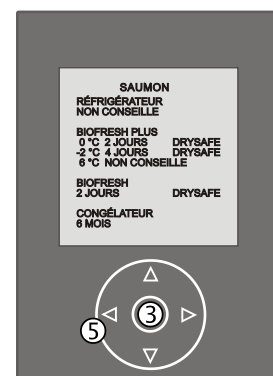 SAUMON
RÉFRIGÉRATEUR
NON CONSEILLE
BIOFRESH PLUS
0 °C 2 JOURS DRYSAFE
-2 °C 4 JOURS DRYSAFE
6 °C NON CONSEILLE
BIOFRESH
2 JOURS DRYSAFE
CONGÉLATEUR
6 MOIS
3
5